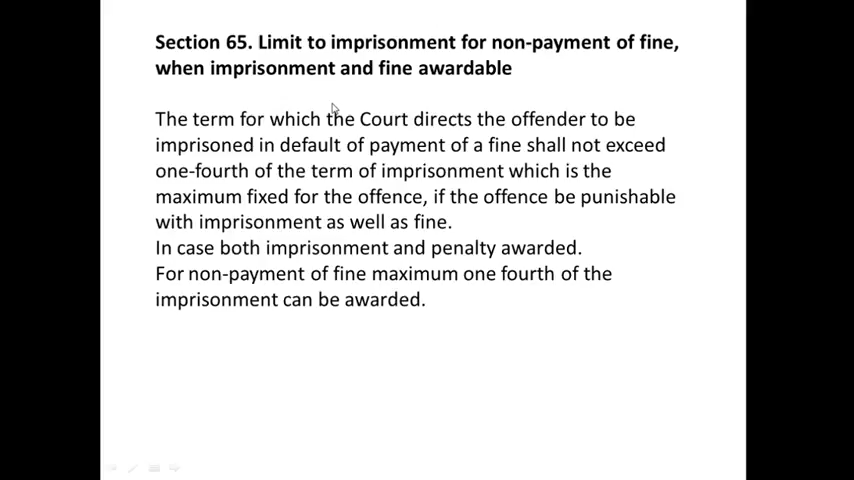 Section 65. Limit to imprisonment for non-payment of fine,
when imprisonment and fine awardable
The term for which the Court directs the offender to be
imprisoned in default of payment of a fine shall not exceed
one-fourth of the term of imprisonment which is the
maximum fixed for the offence, if the offence be punishable
with imprisonment as well as fine.
In case both imprisonment and penalty awarded.
For non-payment of fine maximum one fourth of the
imprisonment can be awarded.